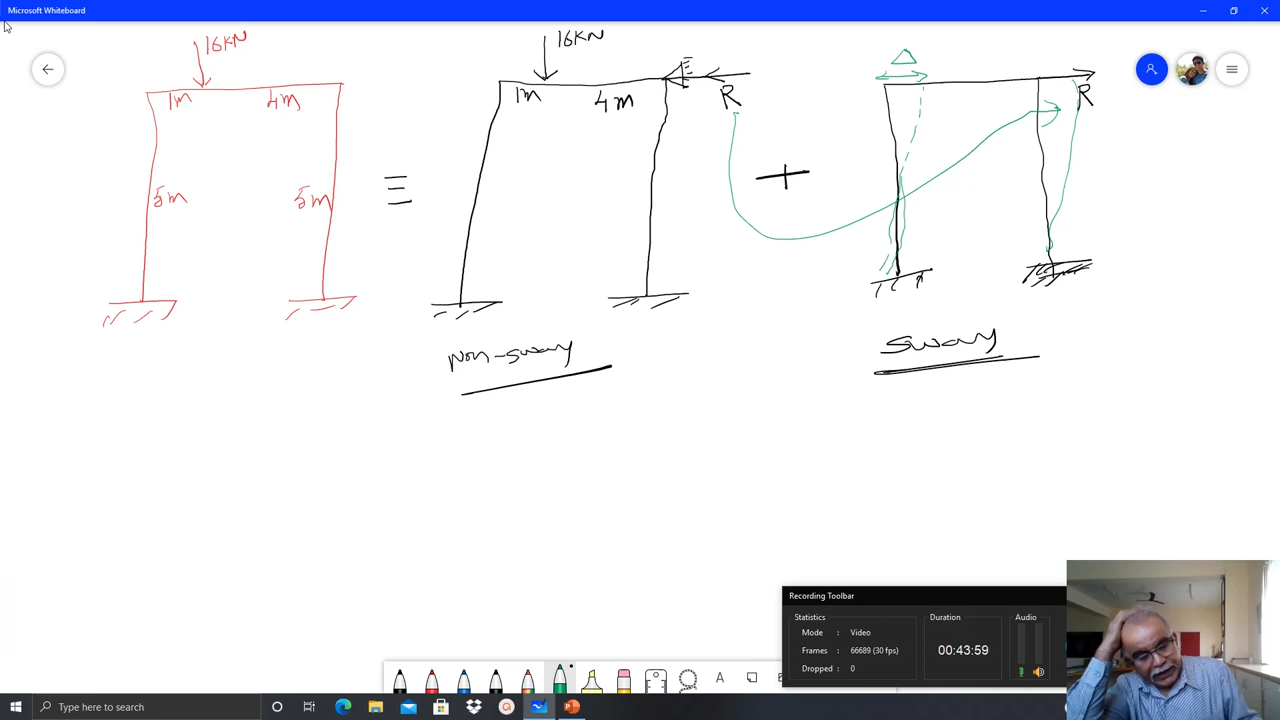 Microsoft Whiteboard
16KN
1m 4m
5m 5m
≡
16KN
1m 4m
R
Non-sway
+
Δ
R
sway
Recording Toolbar
Statistics Duration Audio
Mode : Video
Frames : 66689 (30 fps)
Dropped : 0
00:43:59
A
Type here to search